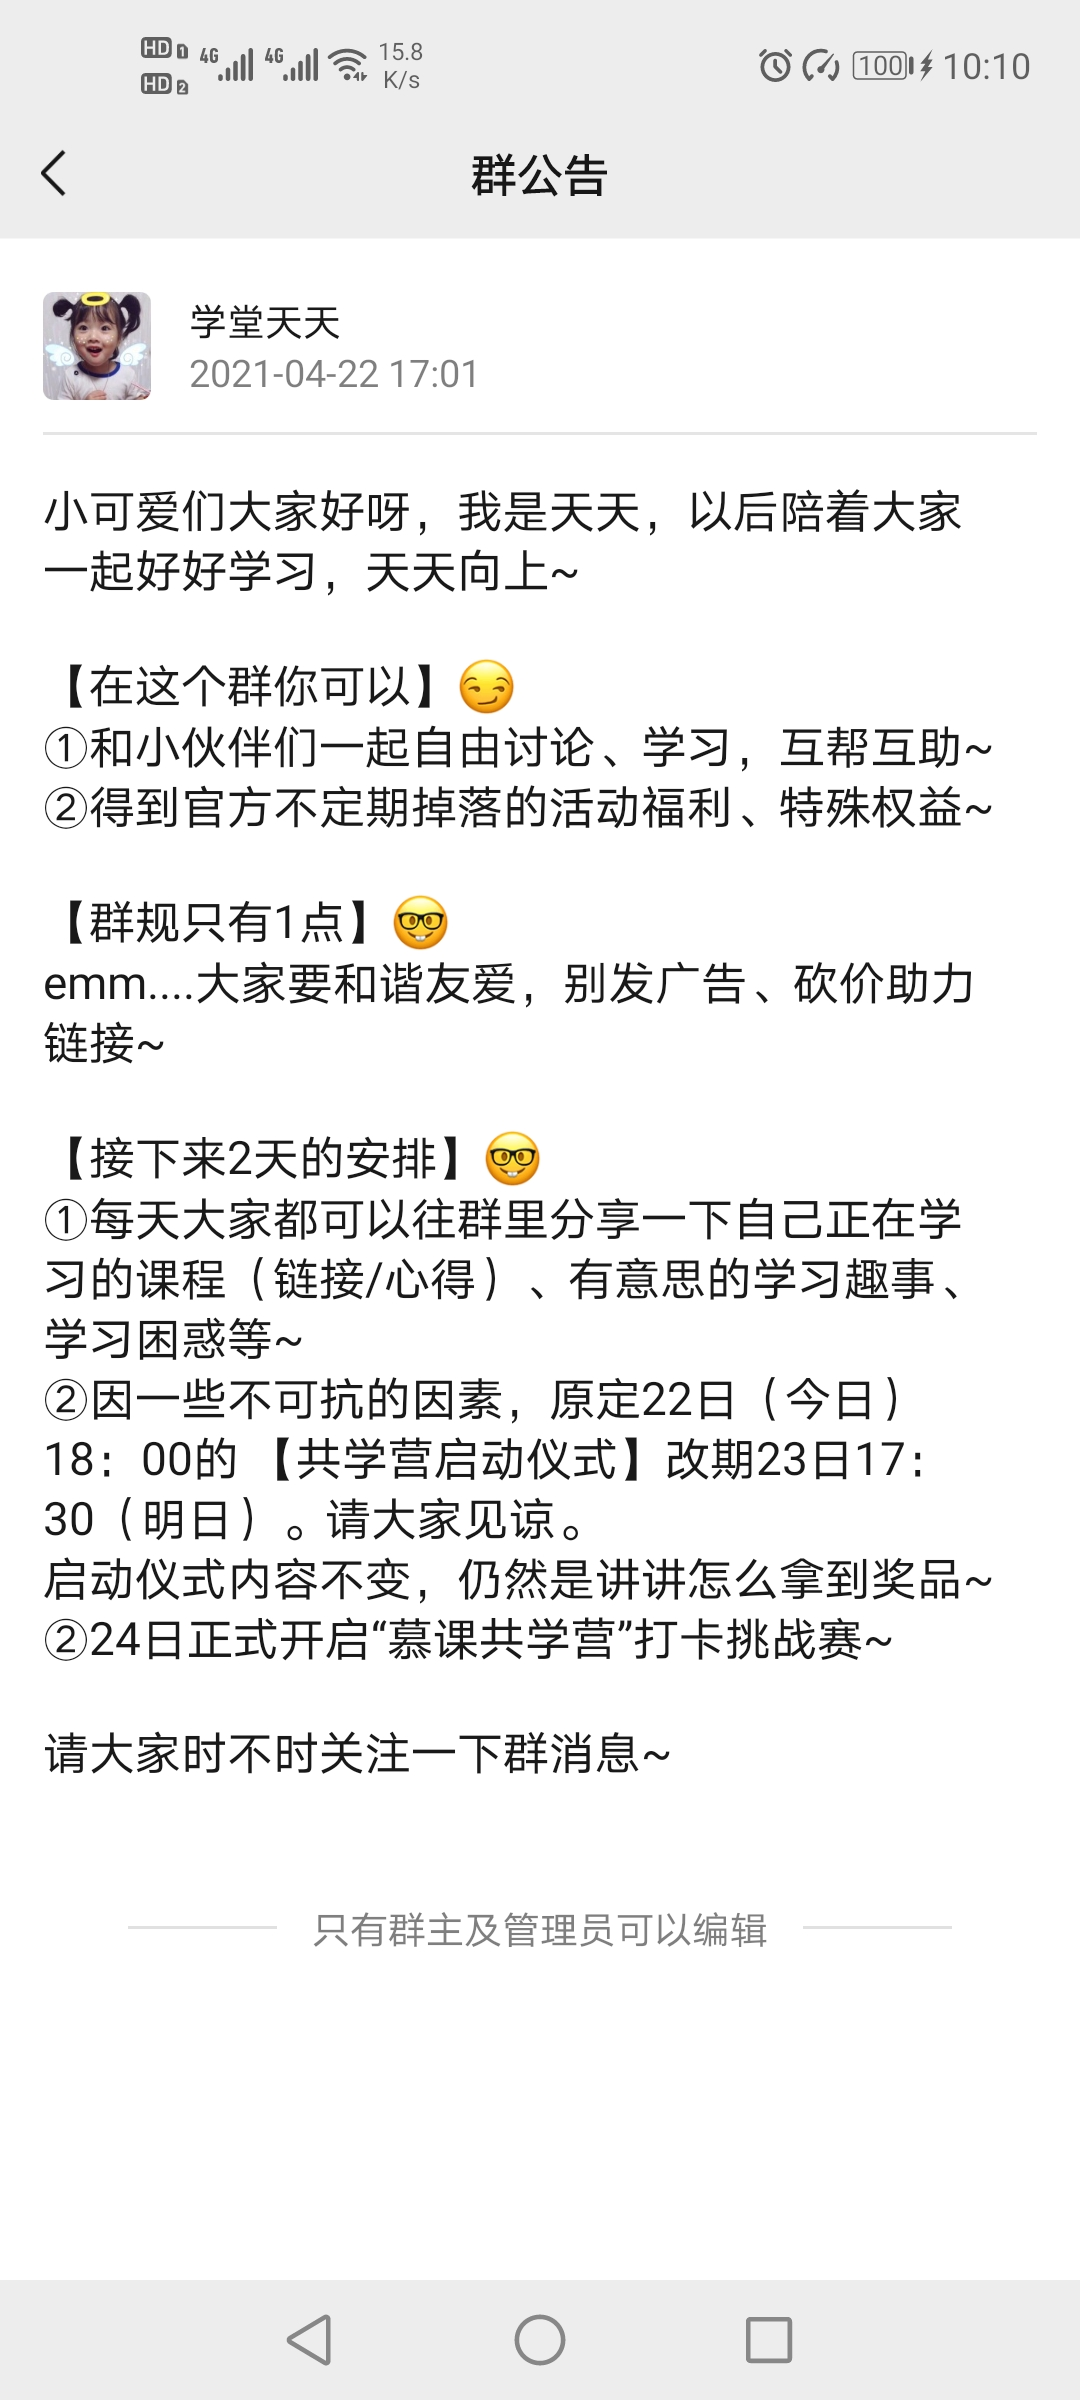 HD 1
HD 2
4G
4G
15.8
K/s
100
10:10
群公告
学堂天天
2021-04-22 17:01
小可爱们大家好呀，我是天天，以后陪着大家
一起好好学习，天天向上~
【在这个群你可以】😏
①和小伙伴们一起自由讨论、学习，互帮互助~
②得到官方不定期掉落的活动福利、特殊权益~
【群规只有1点】🤓
emm....大家要和谐友爱，别发广告、砍价助力
链接~
【接下来2天的安排】🤓
①每天大家都可以往群里分享一下自己正在学
习的课程（链接/心得）、有意思的学习趣事、
学习困惑等~
②因一些不可抗的因素，原定22日（今日）
18：00的【共学营启动仪式】改期23日17：
30（明日）。请大家见谅。
启动仪式内容不变，仍然是讲讲怎么拿到奖品~
②24日正式开启“慕课共学营”打卡挑战赛~
请大家时不时关注一下群消息~
只有群主及管理员可以编辑